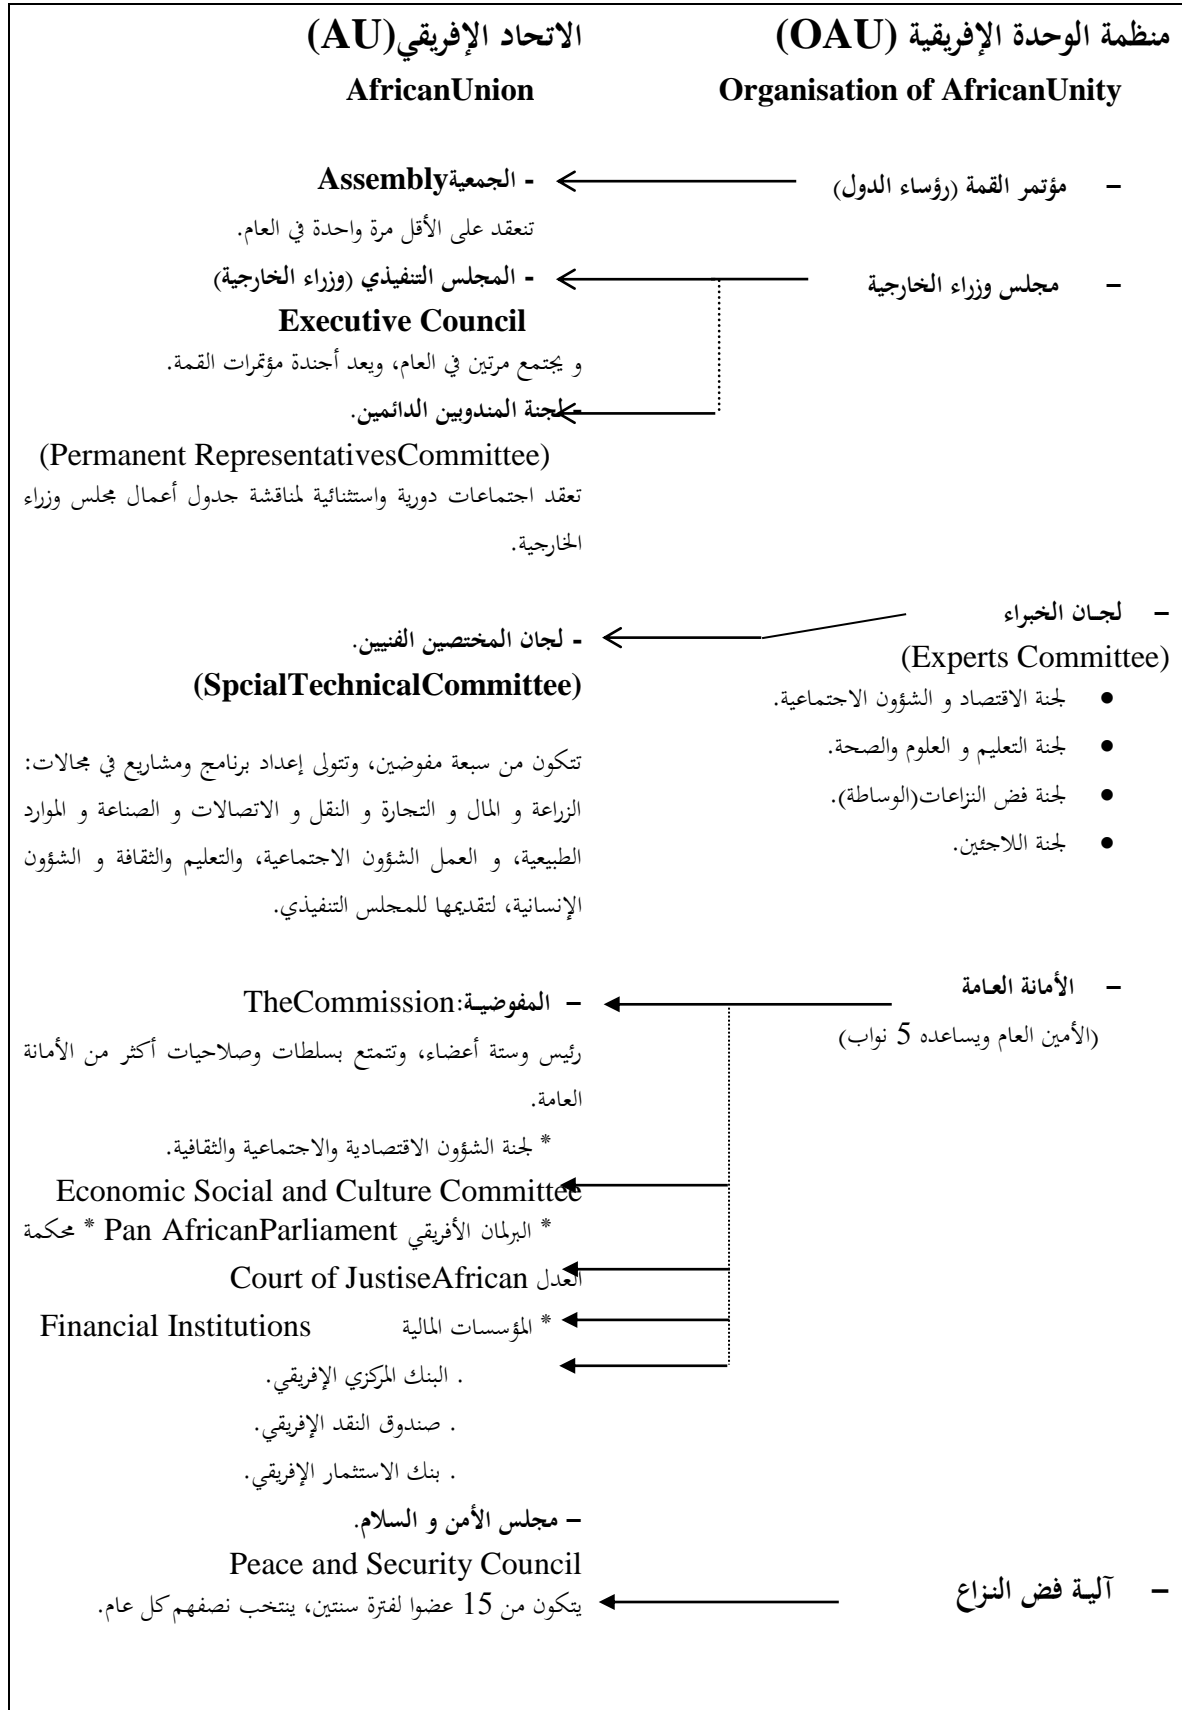 منظمة الوحدة الإفريقية (OAU)
Organisation of AfricanUnity
– مؤتمر القمة (رؤساء الدول)
– مجلس وزراء الخارجية
– لجـان الخبراء
(Experts Committee)
● لجنة الاقتصاد و الشؤون الاجتماعية.
● لجنة التعليم و العلوم والصحة.
● لجنة فض النزاعات(الوساطة).
● لجنة اللاجئين.
– الأمانة العـامة
(الأمين العام ويساعده 5 نواب)
– آليـة فض النـزاع
الاتحاد الإفريقي(AU)
AfricanUnion
- الجمعيةAssembly
تنعقد على الأقل مرة واحدة في العام.
- المجلس التنفيذي (وزراء الخارجية)
Executive Council
و يجتمع مرتين في العام، ويعد أجندة مؤتمرات القمة.
- لجنة المندوبين الدائمين.
(Permanent RepresentativesCommittee)
تعقد اجتماعات دورية واستثنائية لمناقشة جدول أعمال مجلس وزراء
الخارجية.
- لجان المختصين الفنيين.
(SpcialTechnicalCommittee)
تتكون من سبعة مفوضين، وتتولى إعداد برنامج ومشاريع في مجالات:
الزراعة و المال و التجارة و النقل و الاتصالات و الصناعة و الموارد
الطبيعية، و العمل الشؤون الاجتماعية، والتعليم والثقافة و الشؤون
الإنسانية، لتقديمها للمجلس التنفيذي.
– المفوضيـة:TheCommission
رئيس وستة أعضاء، وتتمتع بسلطات وصلاحيات أكثر من الأمانة
العامة.
* لجنة الشؤون الاقتصادية والاجتماعية والثقافية.
Economic Social and Culture Committee
* البرلمان الأفريقي Pan AfricanParliament * محكمة
العدل Court of JustiseAfrican
* المؤسسات المالية Financial Institutions
. البنك المركزي الإفريقي.
. صندوق النقد الإفريقي.
. بنك الاستثمار الإفريقي.
– مجلس الأمن و السلام.
Peace and Security Council
يتكون من 15 عضوا لفترة سنتين، ينتخب نصفهم كل عام.